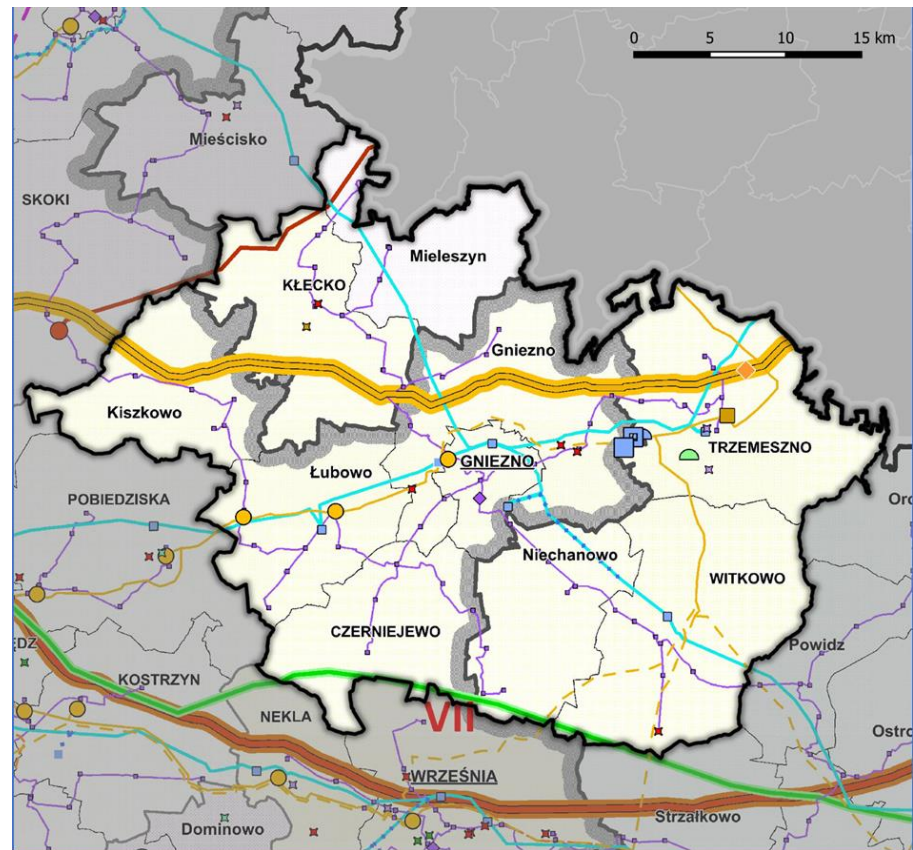 0 5 10 15 km
Mieścisko
SKOKI
Mieleszyn
KŁECKO
Gniezno
Kiszkowo
Łubowo
GNIEZNO
TRZEMESZNO
POBIEDZISKA
Niechanowo
WITKOWO
CZERNIEJEWO
Powidz
KOSTRZYN
NEKLA
VII
Ostro
WRZEŚNIA
Strzałkowo
Dominowo